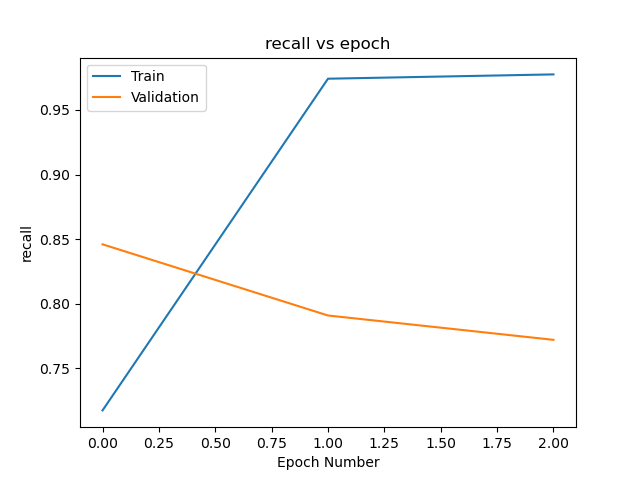 recall vs epoch
Train
Validation
0.95
0.90
0.85
0.80
0.75
recall
0.00 0.25 0.50 0.75 1.00 1.25 1.50 1.75 2.00
Epoch Number